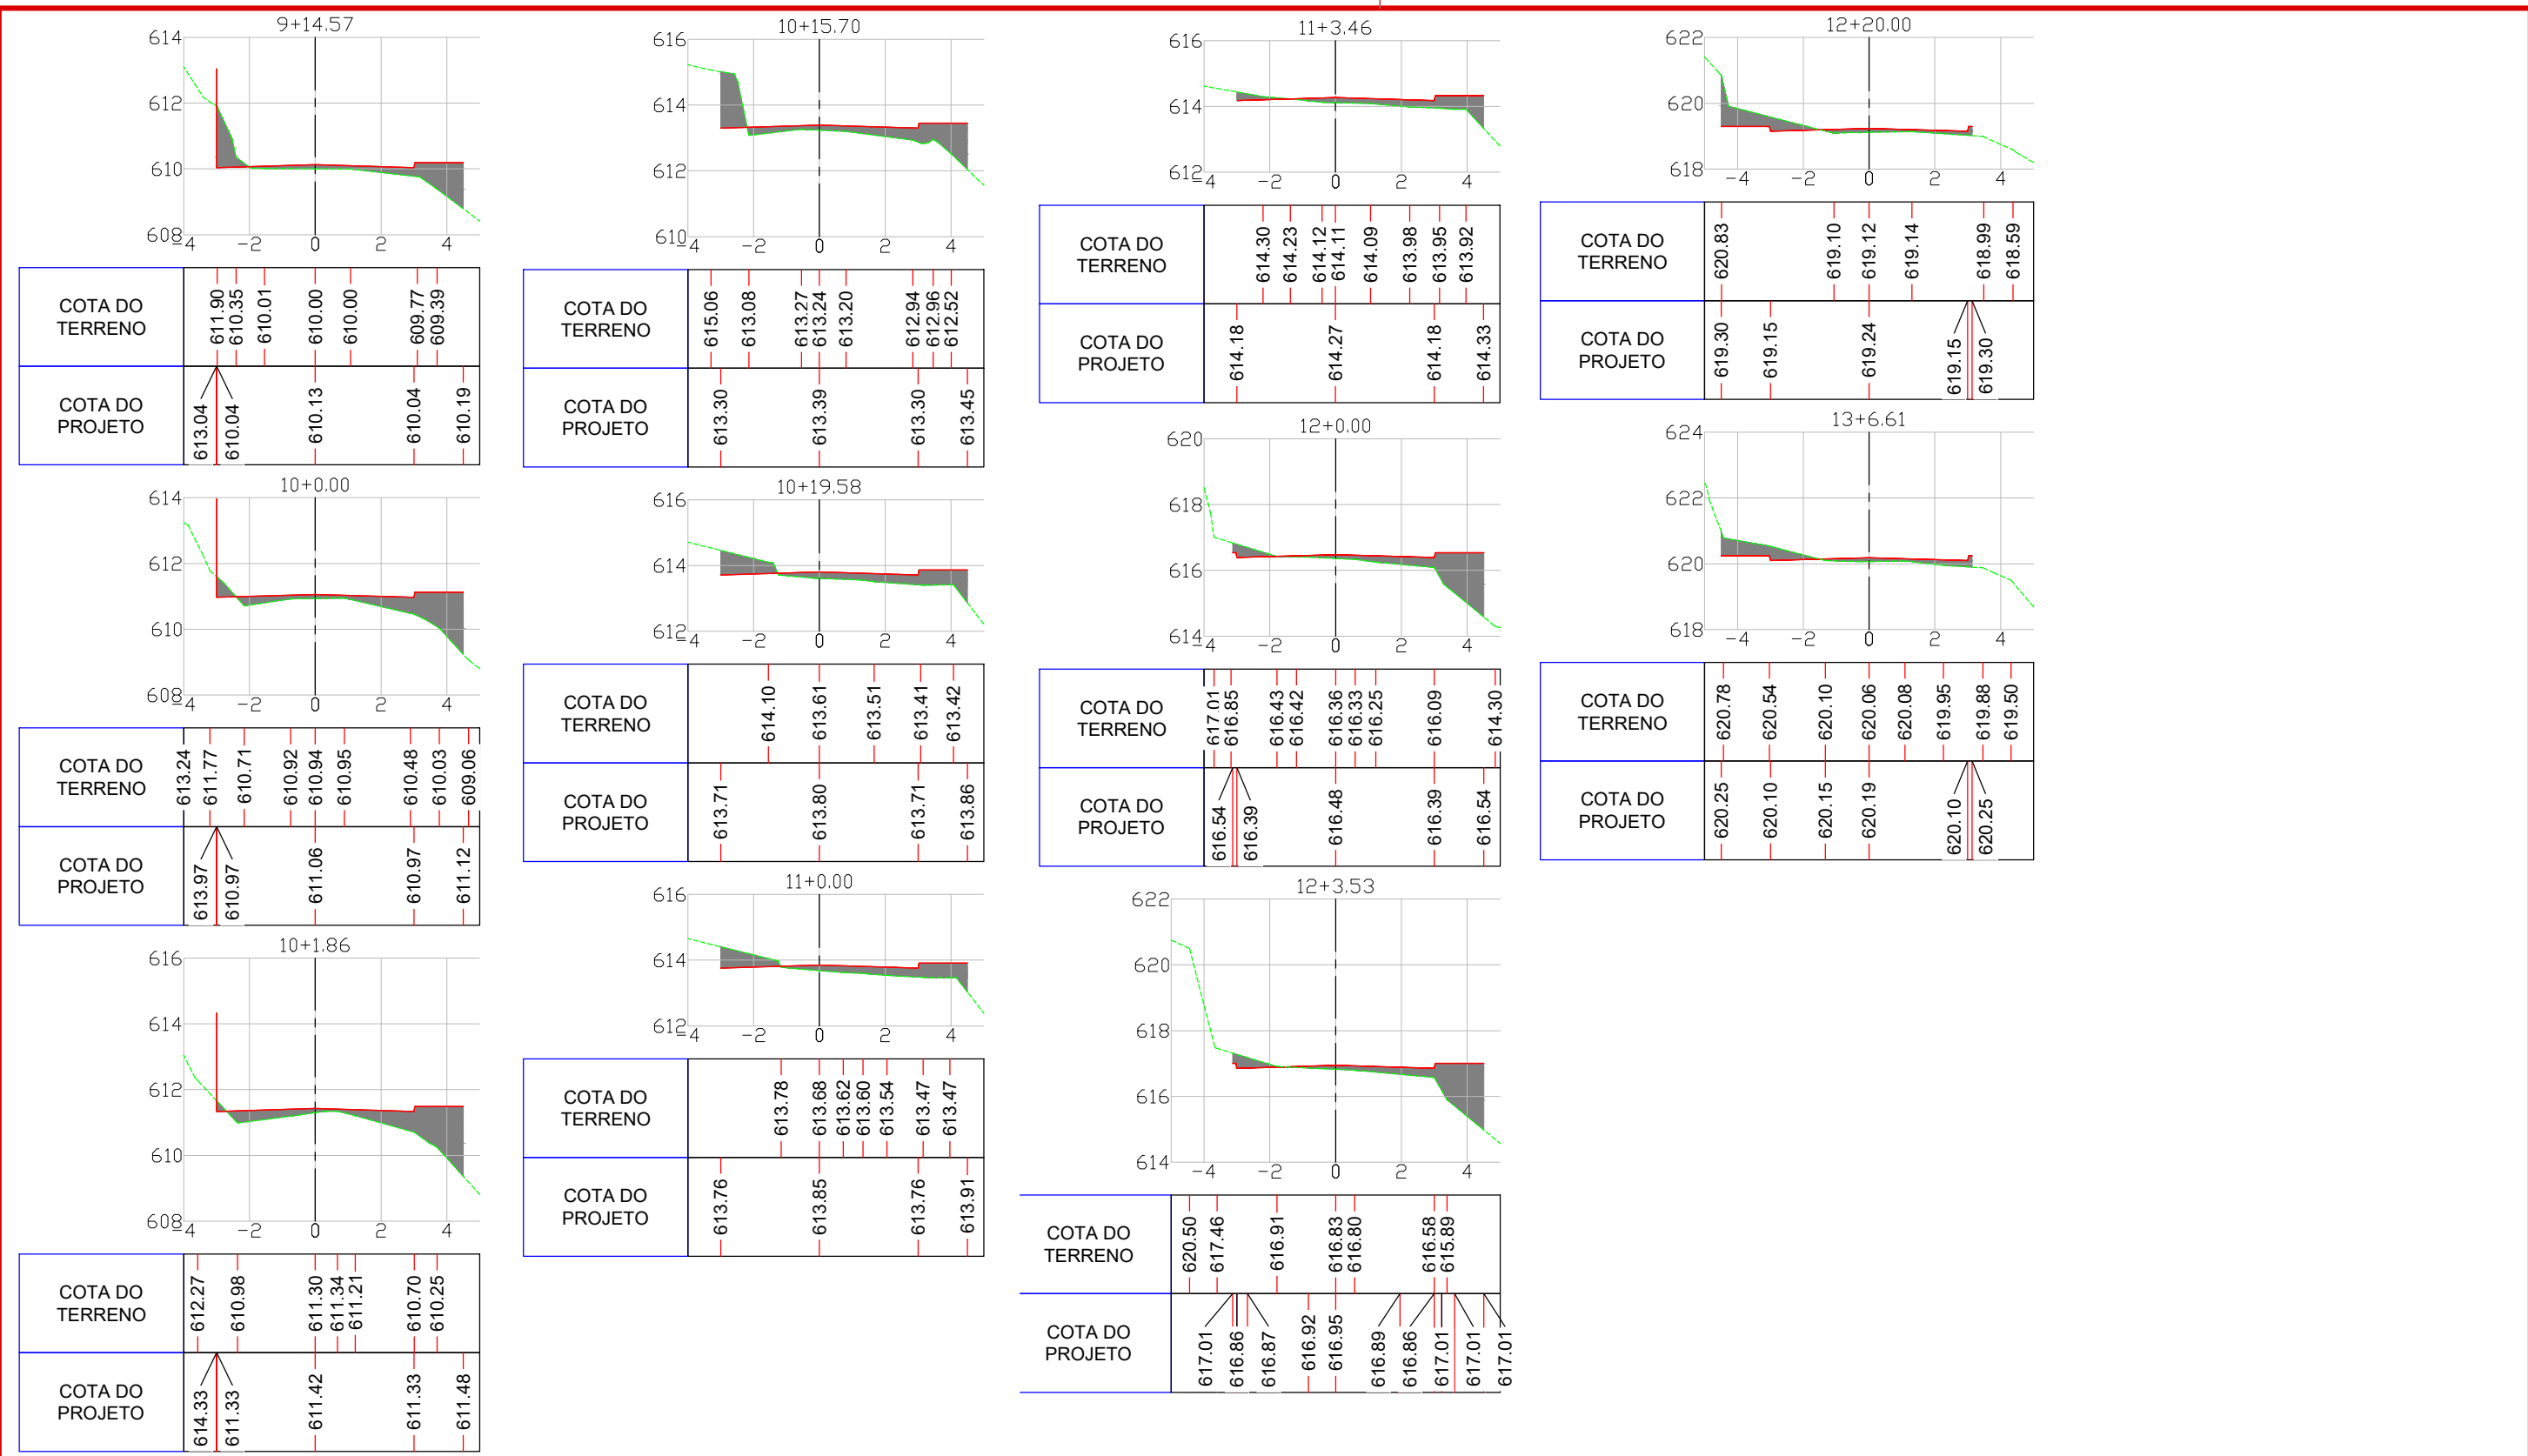 9+14.57
614
612
610
608
-4 -2 0 2 4
COTA DO
TERRENO
611.90 610.35 610.01 610.00 610.00 609.77 609.39
COTA DO
PROJETO
613.04 610.04 610.13 610.04 610.19
10+0.00
614
612
610
608
-4 -2 0 2 4
COTA DO
TERRENO
613.24 611.77 610.71 610.92 610.94 610.95 610.48 610.03 609.06
COTA DO
PROJETO
613.97 610.97 611.06 610.97 611.12
10+1.86
616
614
612
610
608
-4 -2 0 2 4
COTA DO
TERRENO
612.27 610.98 611.30 611.34 611.21 610.70 610.25
COTA DO
PROJETO
614.33 611.33 611.42 611.33 611.48
10+15.70
616
614
612
610
-4 -2 0 2 4
COTA DO
TERRENO
615.06 613.08 613.27 613.24 613.20 612.94 612.96 612.52
COTA DO
PROJETO
613.30 613.39 613.30 613.45
10+19.58
616
614
612
-4 -2 0 2 4
COTA DO
TERRENO
614.10 613.61 613.51 613.41 613.42
COTA DO
PROJETO
613.71 613.80 613.71 613.86
11+0.00
616
614
612
-4 -2 0 2 4
COTA DO
TERRENO
613.78 613.68 613.62 613.60 613.54 613.47 613.47
COTA DO
PROJETO
613.76 613.85 613.76 613.91
11+3.46
616
614
612
-4 -2 0 2 4
COTA DO
TERRENO
614.30 614.23 614.12 614.11 614.09 613.98 613.95 613.92
COTA DO
PROJETO
614.18 614.27 614.18 614.33
12+0.00
620
618
616
614
-4 -2 0 2 4
COTA DO
TERRENO
617.01 616.85 616.43 616.42 616.36 616.33 616.25 616.09 614.30
COTA DO
PROJETO
616.54 616.39 616.48 616.39 616.54
12+3.53
622
620
618
616
614
-4 -2 0 2 4
COTA DO
TERRENO
620.50 617.46 616.91 616.83 616.80 616.58 615.89
COTA DO
PROJETO
617.01 616.86 616.87 616.92 616.95 616.89 616.86 617.01 617.01 617.01
12+20.00
622
620
618
-4 -2 0 2 4
COTA DO
TERRENO
620.83 619.10 619.12 619.14 618.99 618.59
COTA DO
PROJETO
619.30 619.15 619.24 619.15 619.30
13+6.61
624
622
620
618
-4 -2 0 2 4
COTA DO
TERRENO
620.78 620.54 620.10 620.06 620.08 619.95 619.88 619.50
COTA DO
PROJETO
620.25 620.10 620.15 620.19 620.10 620.25